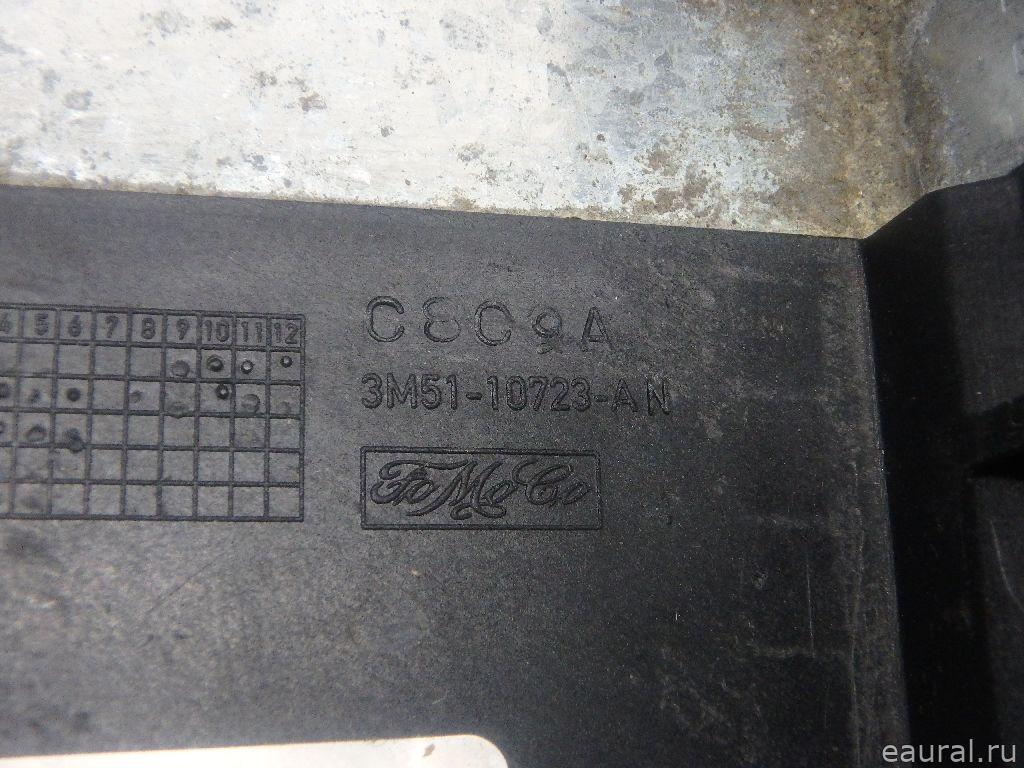 4 5 6 7 8 9 10 11 12
C8C9A
3M51-10723-AN
FoMoCo
eaural.ru